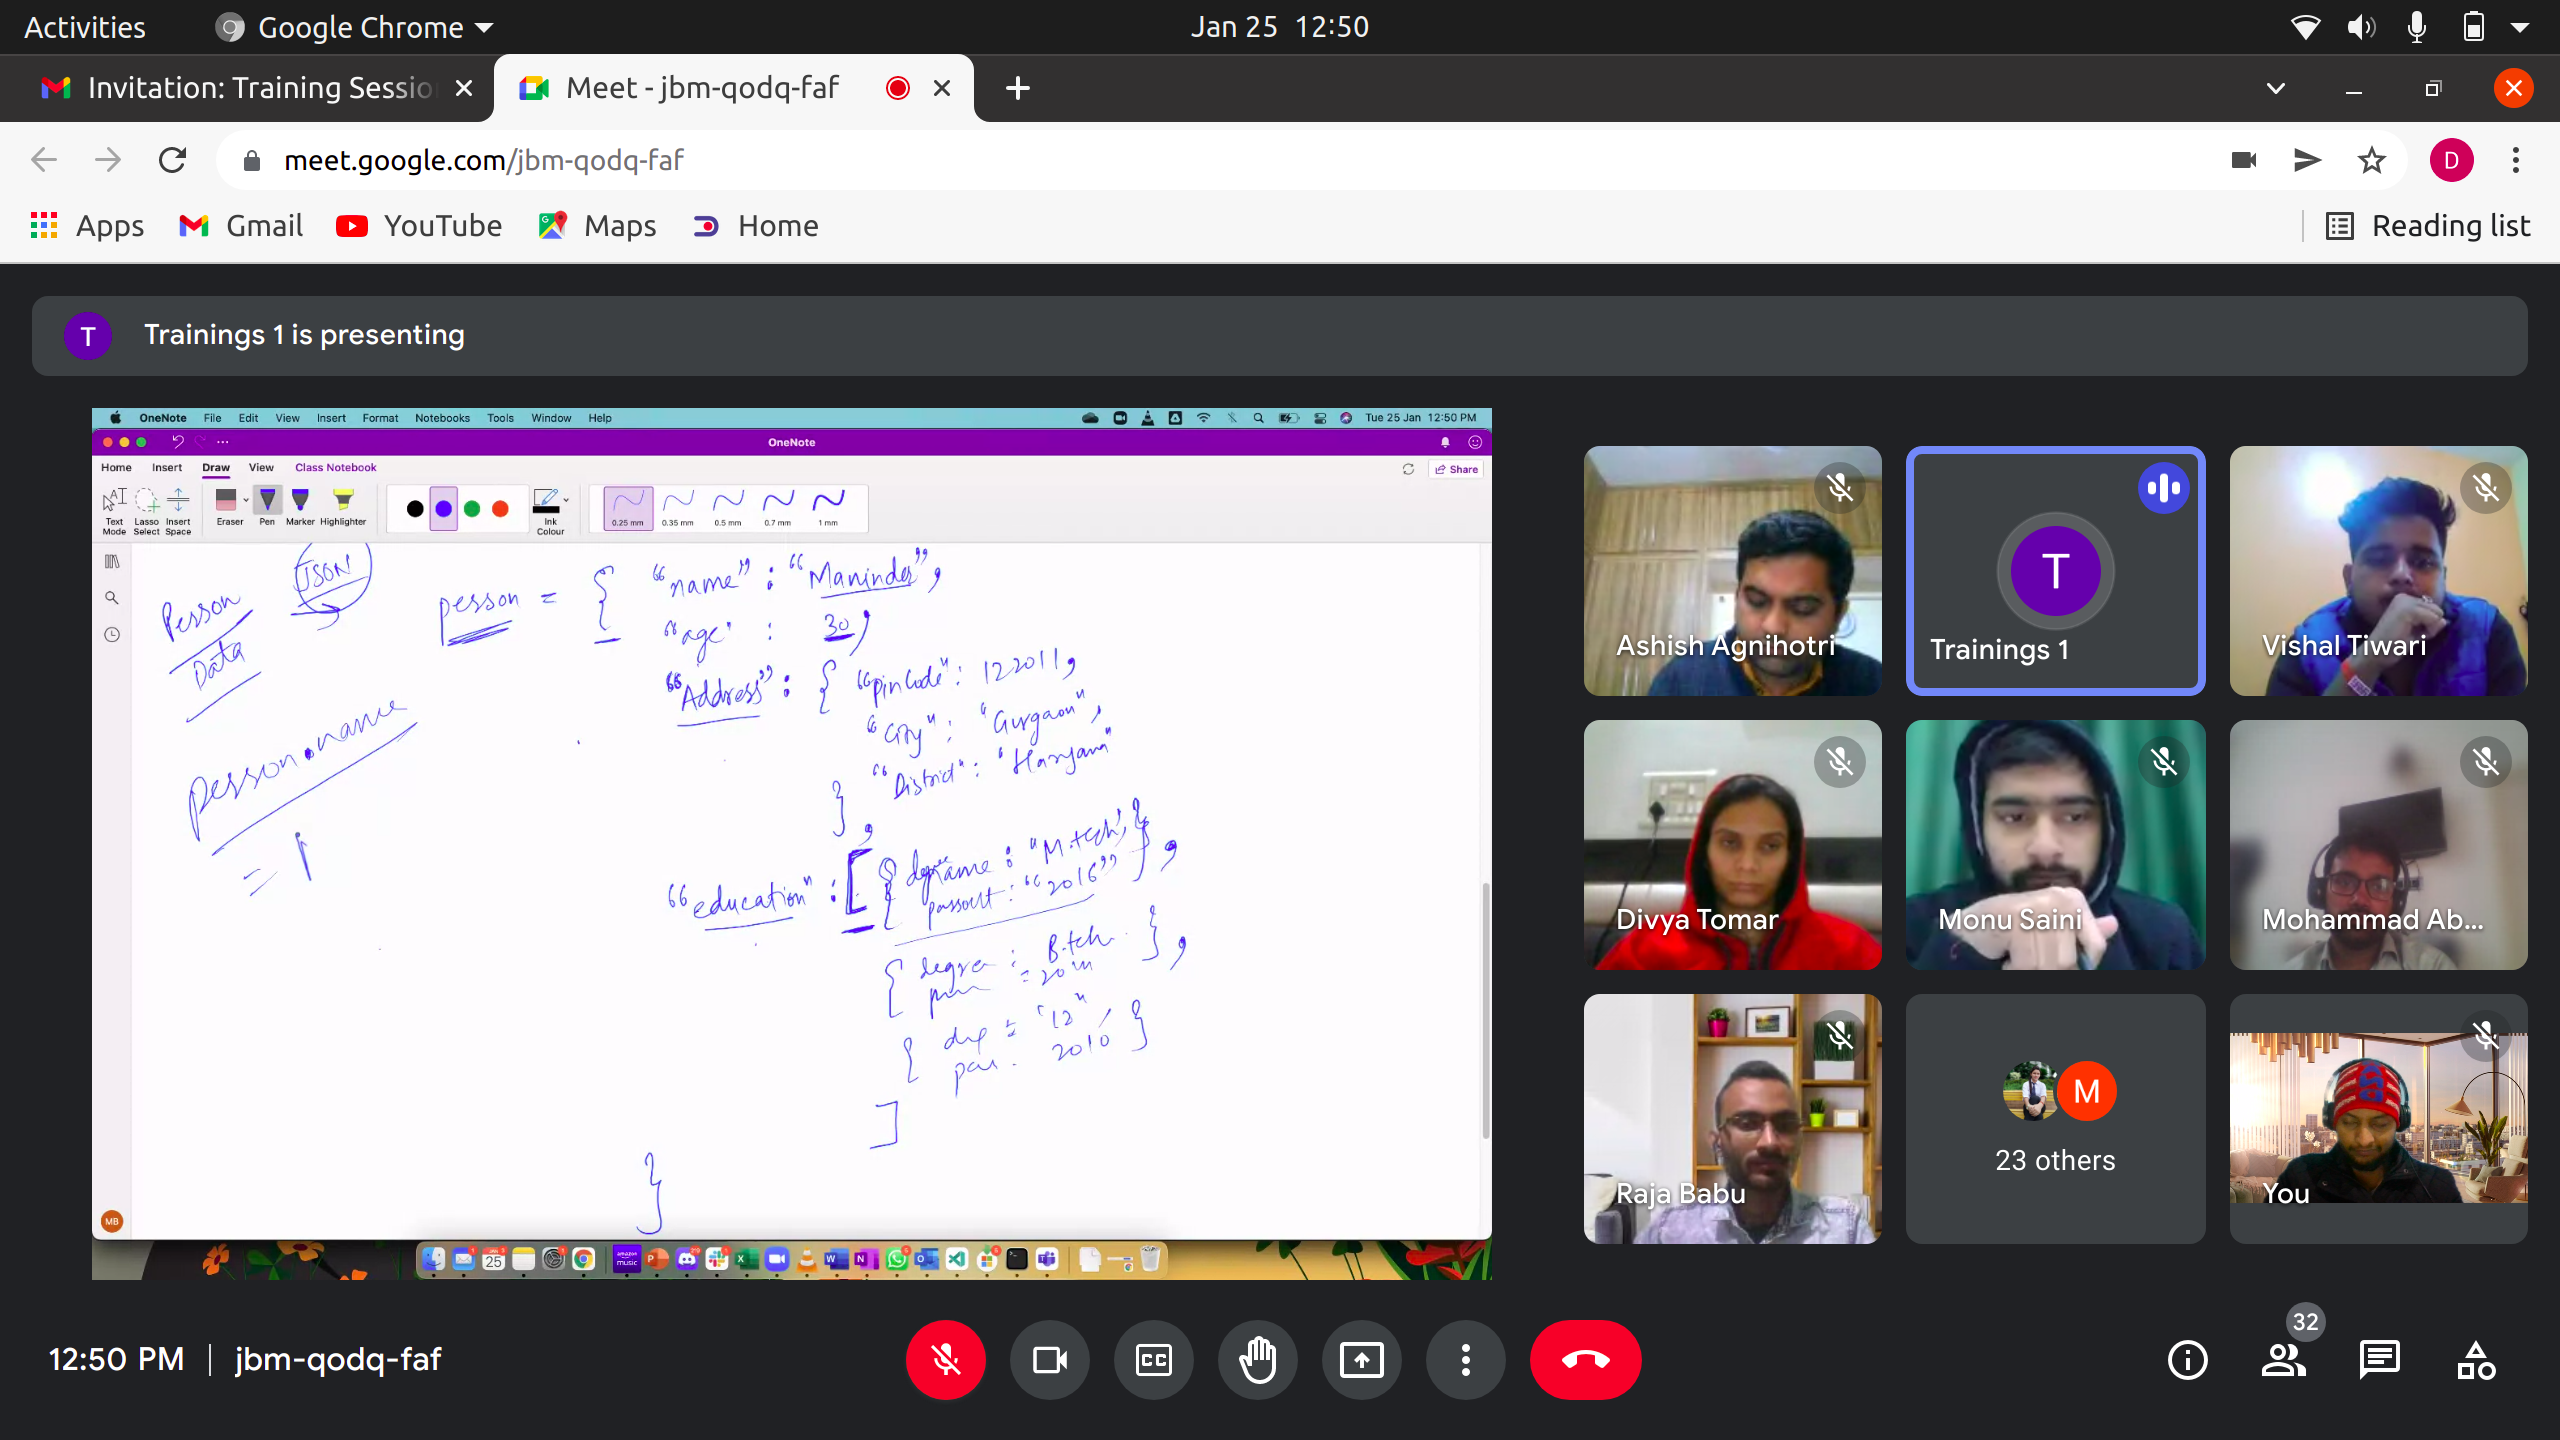 Activities
Google Chrome
Jan 25 12:50
Invitation: Training Sessio
Meet - jbm-qodq-faf
meet.google.com/jbm-qodq-faf
D
Apps
Gmail
YouTube
Maps
Home
Reading list
T
Trainings 1 is presenting
OneNote File Edit View Insert Format Notebooks Tools Window Help
Tue 25 Jan 12:50 PM
OneNote
Home Insert Draw View Class Notebook
Share
Text Mode
Lasso Select
Insert Space
Eraser
Pen
Marker
Highlighter
Ink Colour
0.25 mm
0.35 mm
0.5 mm
0.7 mm
1 mm
Person Data
JSON
person = { "name" : "Maninder",
"age" : 30,
"Address" : { "pinCode" : 122011,
"City" : "Gurgaon",
"District" : "Haryana"
},
person.name
=
"education" : [ { : "M.tech",
passout : "2016" } ,
{ degree : B.tech
} ,
{ "12"
2010 }
]
}
MB
Ashish Agnihotri
T
Trainings 1
Vishal Tiwari
Divya Tomar
Monu Saini
Mohammad Ab...
Raja Babu
M
23 others
You
12:50 PM | jbm-qodq-faf
CC
32